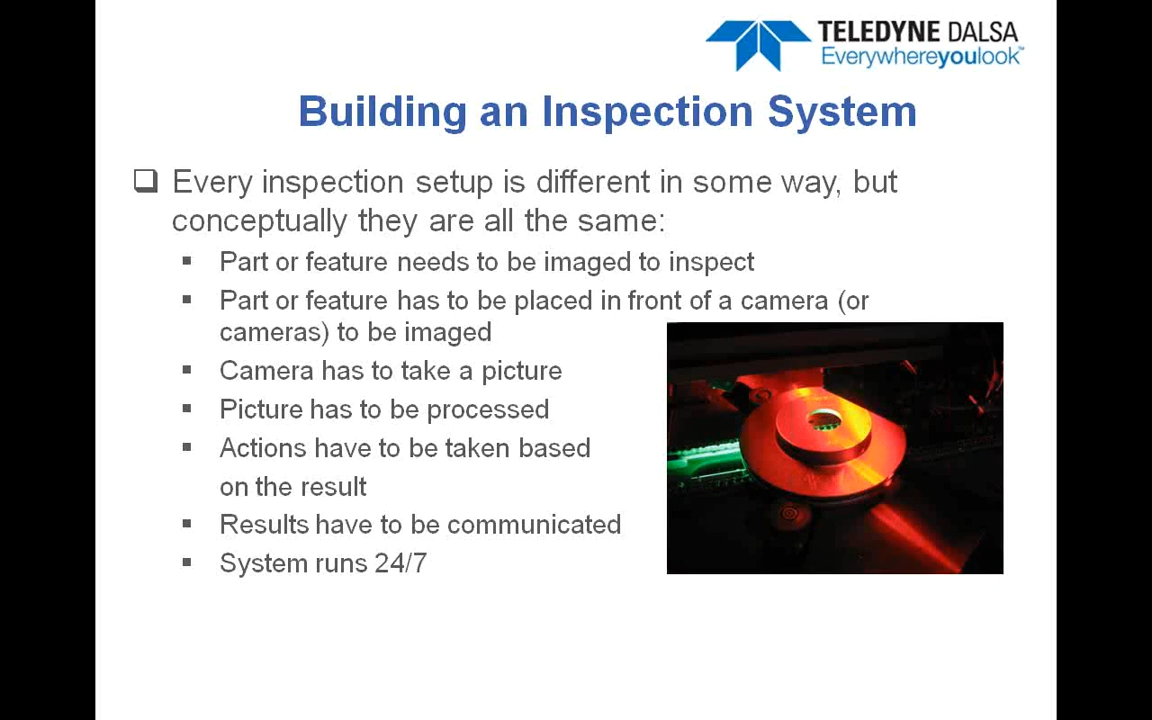 TELEDYNE DALSA
Everywhereyoulook™
Building an Inspection System
Every inspection setup is different in some way, but
conceptually they are all the same:
Part or feature needs to be imaged to inspect
Part or feature has to be placed in front of a camera (or
cameras) to be imaged
Camera has to take a picture
Picture has to be processed
Actions have to be taken based
on the result
Results have to be communicated
System runs 24/7